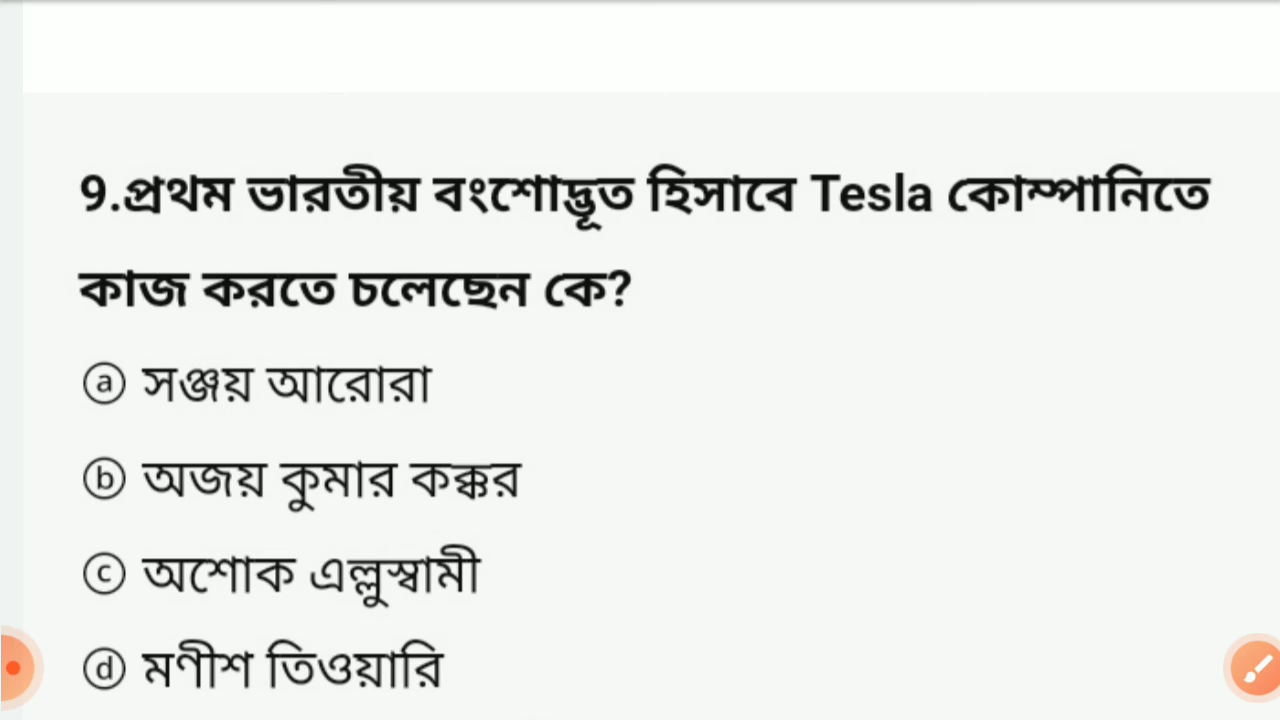 9.প্রথম ভারতীয় বংশোদ্ভূত হিসাবে Tesla কোম্পানিতে
কাজ করতে চলেছেন কে?
ⓐ সঞ্জয় আরোরা
ⓑ অজয় কুমার কক্কর
ⓒ অশোক এল্লুস্বামী
ⓓ মণীশ তিওয়ারি